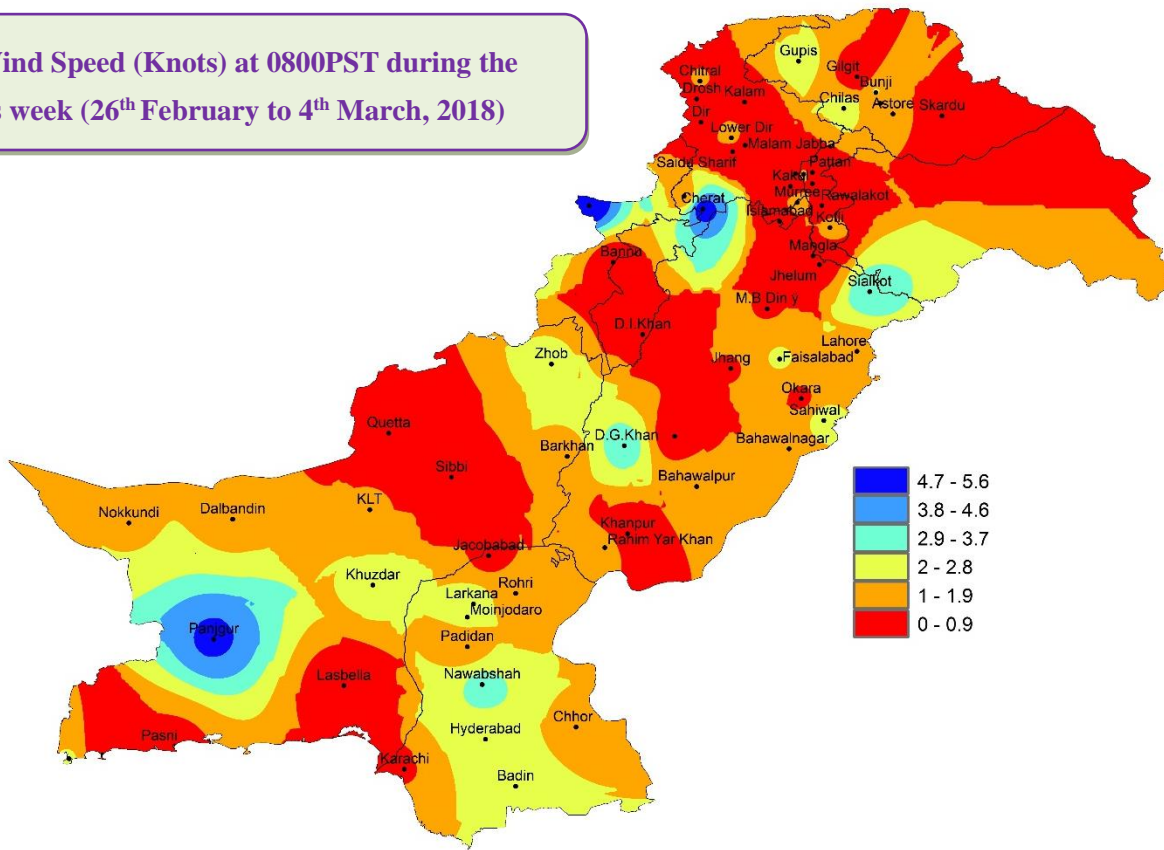 Wind Speed (Knots) at 0800PST during the
s week (26th February to 4th March, 2018)
Gupis
Gilgit
Chitral
Bunji
Drosh
Kalam
Chilas
Astore
Skardu
Dir
Lower Dir
Malam Jabba
Saidu Sharif
Pattan
Kakul
Murree
Rawalakot
Cherat
Islamabad
Kotli
Mangla
Bannu
Jhelum
Sialkot
M.B Din ý
D.I.Khan
Lahore
Zhob
Jhang
Faisalabad
Okara
Sahiwal
Quetta
D.G.Khan
Bahawalnagar
Barkhan
Sibbi
Bahawalpur
KLT
Nokkundi
Dalbandin
Khanpur
Rahim Yar Khan
Jacobabad
Khuzdar
Rohri
Larkana
Moinjodaro
Panjgur
Padidan
Lasbella
Nawabshah
Chhor
Pasni
Hyderabad
Karachi
Badin
4.7 - 5.6
3.8 - 4.6
2.9 - 3.7
2 - 2.8
1 - 1.9
0 - 0.9